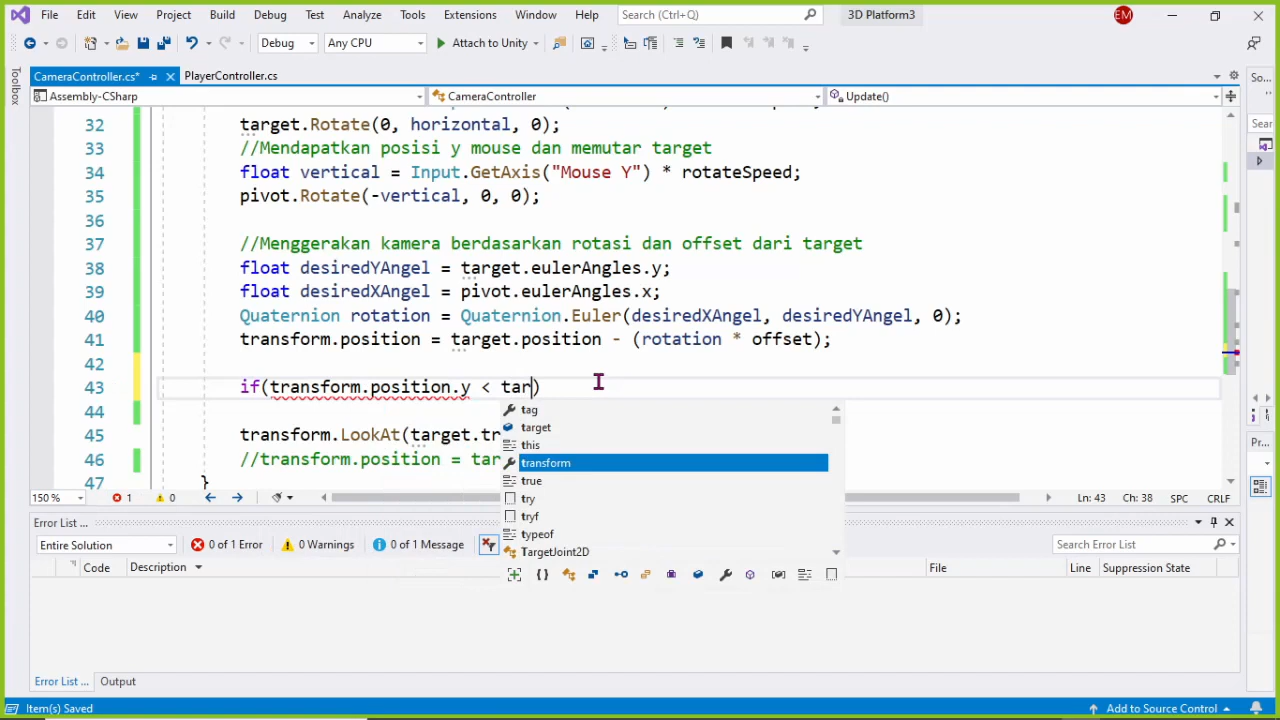 File Edit View Project Build Debug Test Analyze Tools Extensions Window Help Search (Ctrl+Q) 3D Platform3 EM
Debug Any CPU Attach to Unity
Toolbox
CameraController.cs* PlayerController.cs So...
Assembly-CSharp CameraController Update()
Sear
32 target.Rotate(0, horizontal, 0);
33 //Mendapatkan posisi y mouse dan memutar target
34 float vertical = Input.GetAxis("Mouse Y") * rotateSpeed;
35 pivot.Rotate(-vertical, 0, 0);
36
37 //Menggerakan kamera berdasarkan rotasi dan offset dari target
38 float desiredYAngel = target.eulerAngles.y;
39 float desiredXAngel = pivot.eulerAngles.x;
40 Quaternion rotation = Quaternion.Euler(desiredXAngel, desiredYAngel, 0);
41 transform.position = target.position - (rotation * offset);
42
43 if(transform.position.y < tar)
44
45 transform.LookAt(target.tr
46 //transform.position = tar
47 }
tag
target
this
transform
true
try
tryf
typeof
TargetJoint2D
Pr...
150 % 1 0 Ln: 43 Ch: 38 SPC CRLF
Error List ...
Entire Solution 0 of 1 Error 0 Warnings 0 of 1 Message Search Error List
Code Description File Line Suppression State
Error List ... Output
Item(s) Saved Add to Source Control